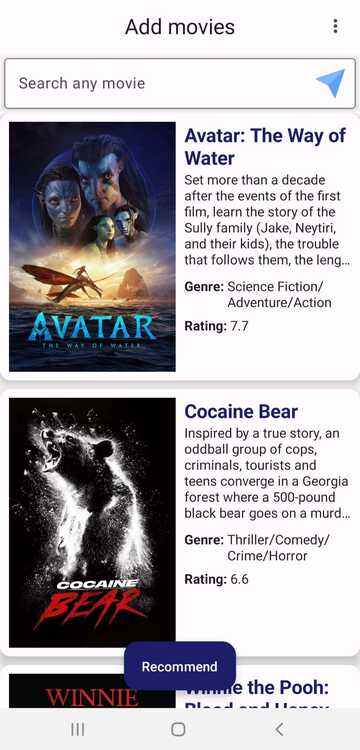 Add movies
Search any movie
AVATAR
THE WAY OF WATER
Avatar: The Way of
Water
Set more than a decade
after the events of the first
film, learn the story of the
Sully family (Jake, Neytiri,
and their kids), the trouble
that follows them, the leng...
Genre: Science Fiction/
Adventure/Action
Rating: 7.7
COCAINE
BEAR
Cocaine Bear
Inspired by a true story, an
oddball group of cops,
criminals, tourists and
teens converge in a Georgia
forest where a 500-pound
black bear goes on a murd...
Genre: Thriller/Comedy/
Crime/Horror
Rating: 6.6
Recommend
WINNIE
Winnie the Pooh:
Blood and Honey